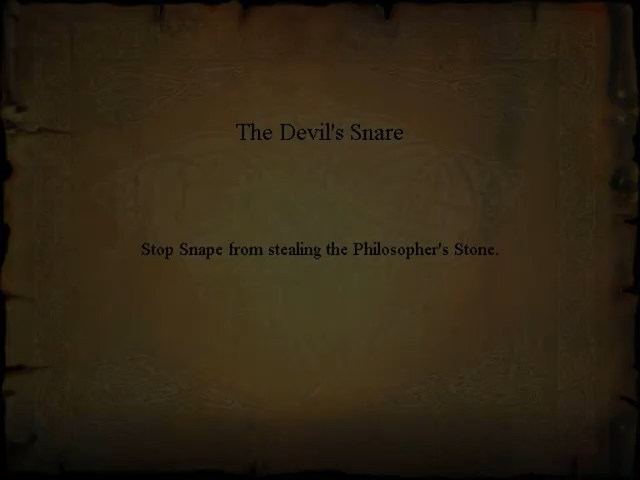 The Devil's Snare
Stop Snape from stealing the Philosopher's Stone.